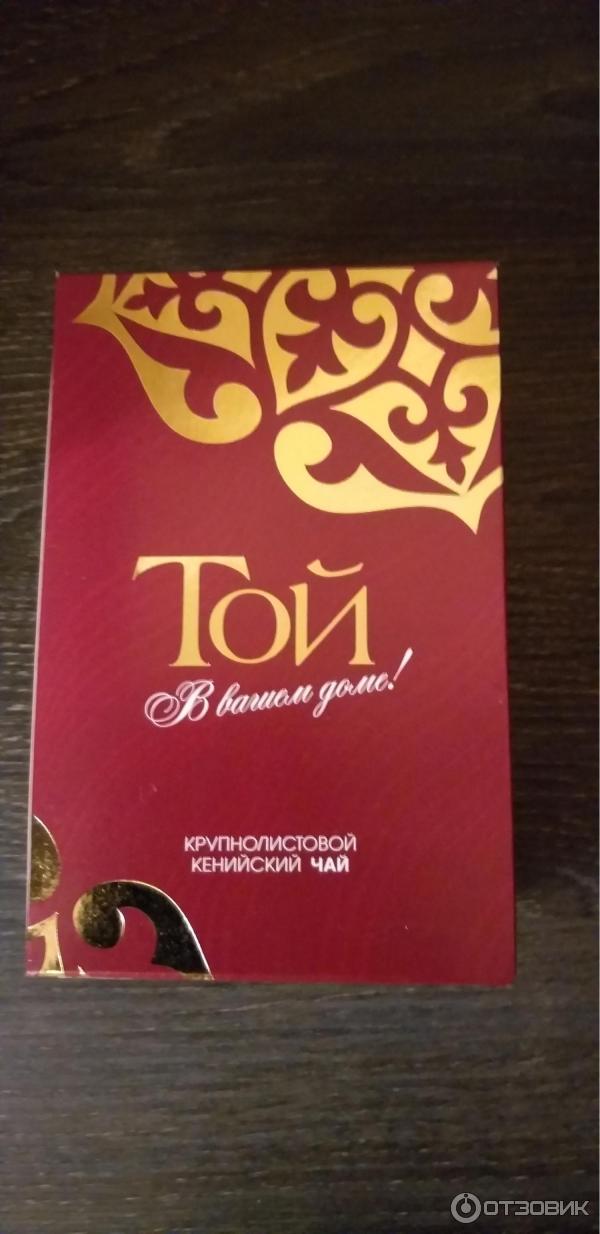 Той
В вашем доме!
КРУПНОЛИСТОВОЙ
КЕНИЙСКИЙ ЧАЙ
ОТЗОВИК